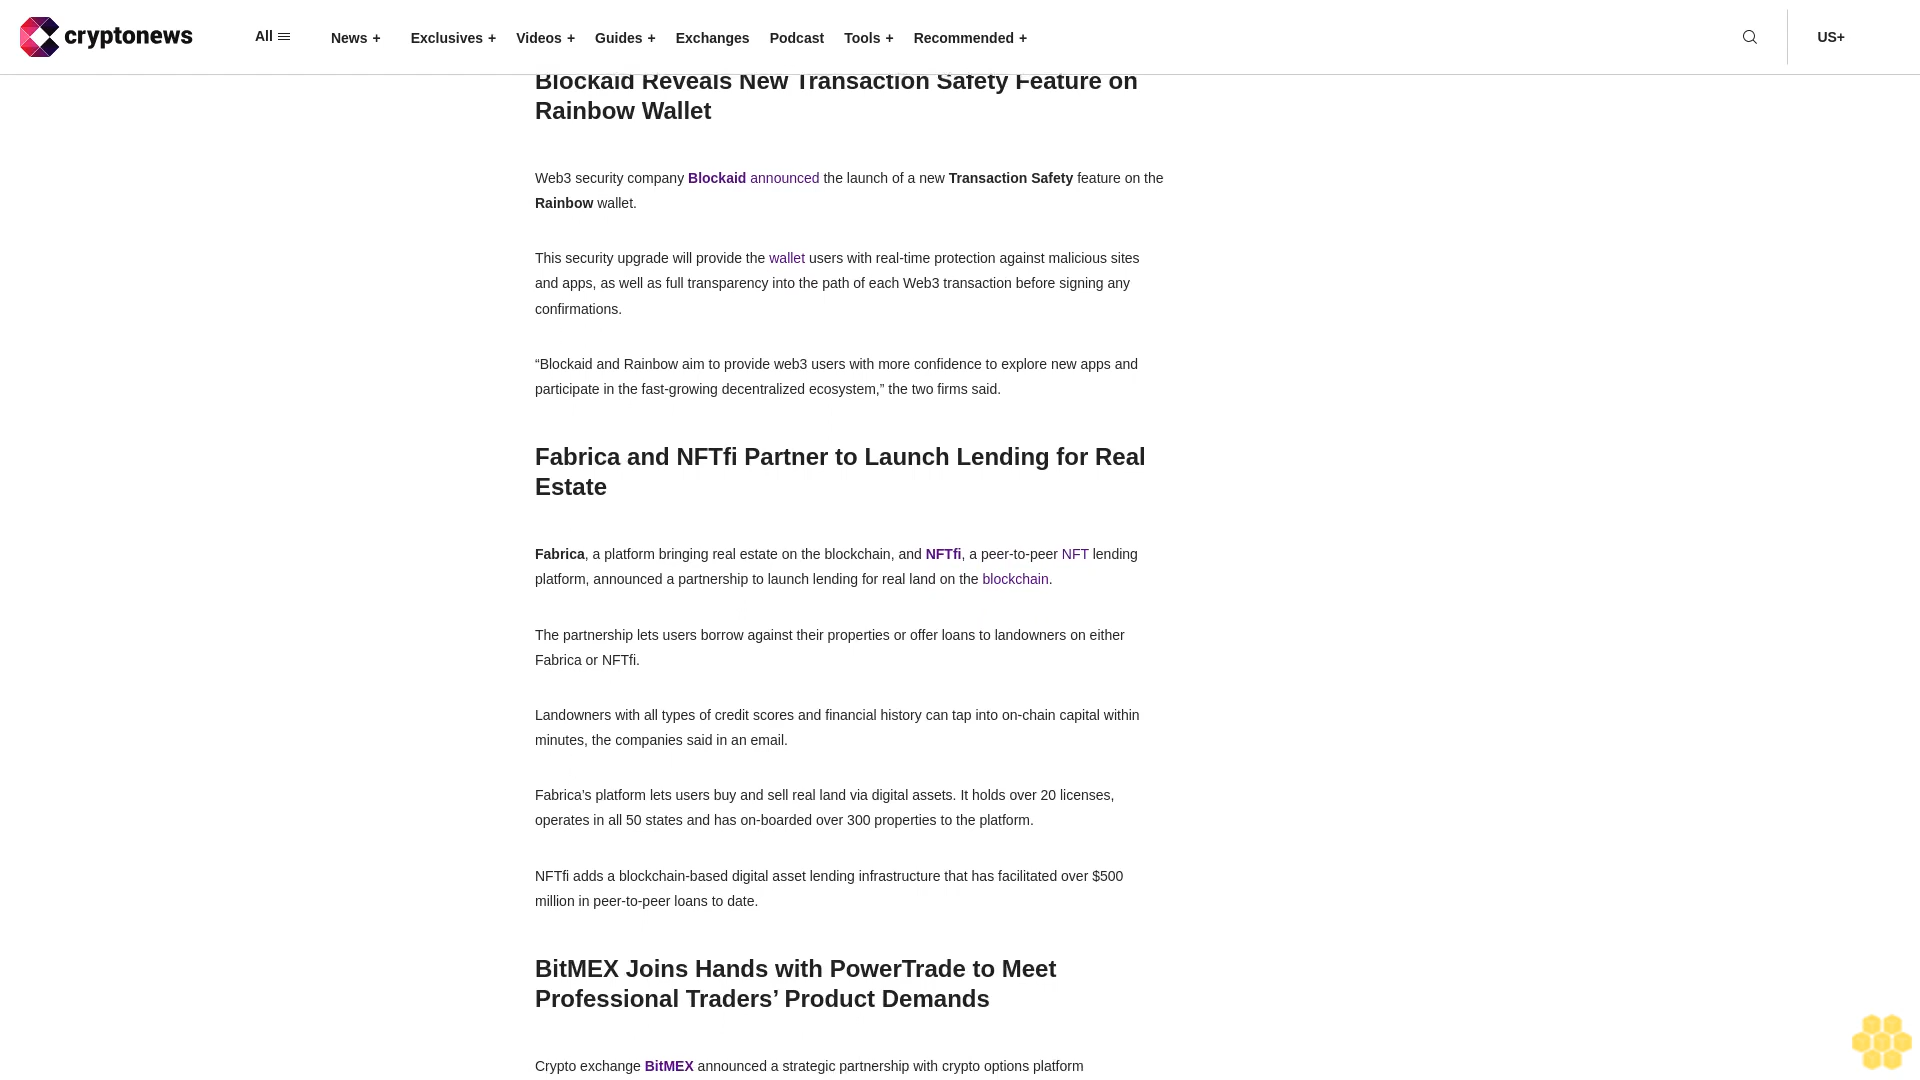 cryptonews
All
News +
Exclusives +
Videos +
Guides +
Exchanges
Podcast
Tools +
Recommended +
US+
Blockaid Reveals New Transaction Safety Feature on
Rainbow Wallet
Web3 security company Blockaid announced the launch of a new Transaction Safety feature on the
Rainbow wallet.
This security upgrade will provide the wallet users with real-time protection against malicious sites
and apps, as well as full transparency into the path of each Web3 transaction before signing any
confirmations.
“Blockaid and Rainbow aim to provide web3 users with more confidence to explore new apps and
participate in the fast-growing decentralized ecosystem,” the two firms said.
Fabrica and NFTfi Partner to Launch Lending for Real
Estate
Fabrica, a platform bringing real estate on the blockchain, and NFTfi, a peer-to-peer NFT lending
platform, announced a partnership to launch lending for real land on the blockchain.
The partnership lets users borrow against their properties or offer loans to landowners on either
Fabrica or NFTfi.
Landowners with all types of credit scores and financial history can tap into on-chain capital within
minutes, the companies said in an email.
Fabrica’s platform lets users buy and sell real land via digital assets. It holds over 20 licenses,
operates in all 50 states and has on-boarded over 300 properties to the platform.
NFTfi adds a blockchain-based digital asset lending infrastructure that has facilitated over $500
million in peer-to-peer loans to date.
BitMEX Joins Hands with PowerTrade to Meet
Professional Traders’ Product Demands
Crypto exchange BitMEX announced a strategic partnership with crypto options platform